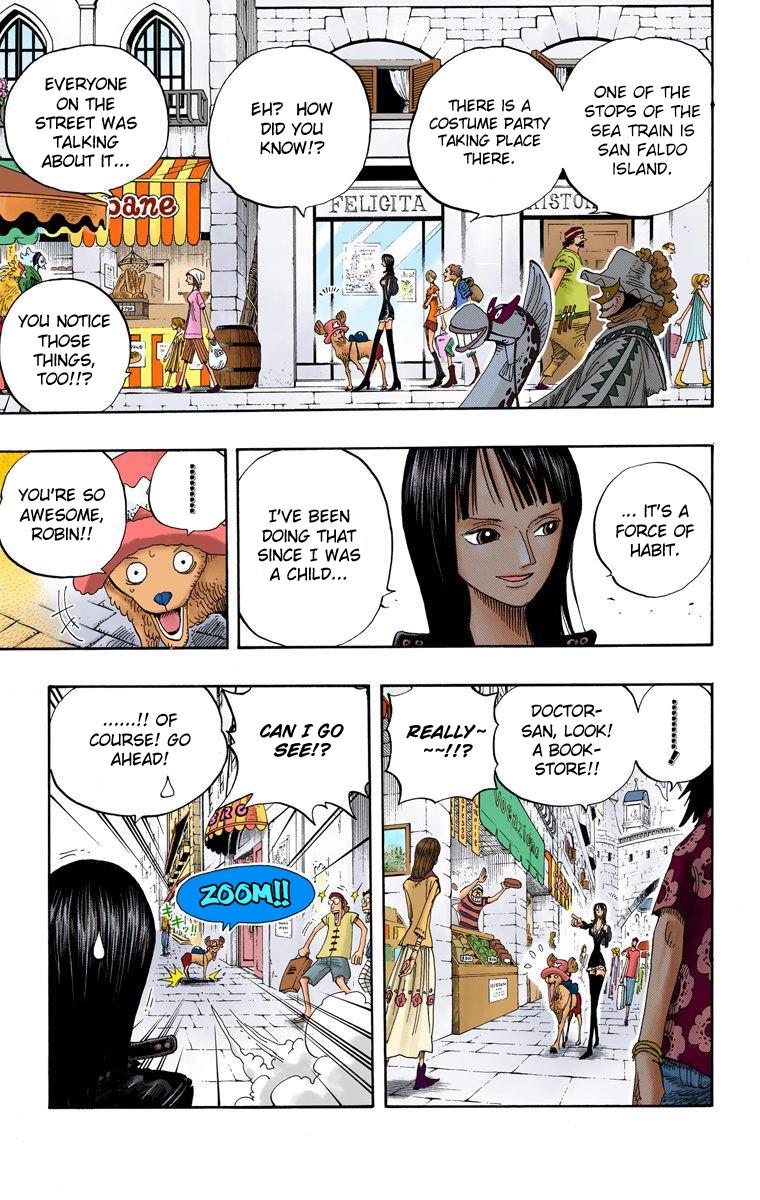 ONE OF THE
STOPS OF THE
SEA TRAIN IS
SAN FALDO
ISLAND.
THERE IS A
COSTUME PARTY
TAKING PLACE
THERE.
EH? HOW
DID YOU
KNOW!?
EVERYONE
ON THE
STREET WAS
TALKING
ABOUT IT...
YOU NOTICE
THOSE
THINGS,
TOO!!?
FELIGITA
... IT'S A
FORCE OF
HABIT.
I'VE BEEN
DOING THAT
SINCE I WAS
A CHILD...
YOU'RE SO
AWESOME,
ROBIN!!
DOCTOR-
SAN, LOOK!
A BOOK-
STORE!!
REALLY~
~~!!?
CAN I GO
SEE!?
......!! OF
COURSE! GO
AHEAD!
ZOOM!!